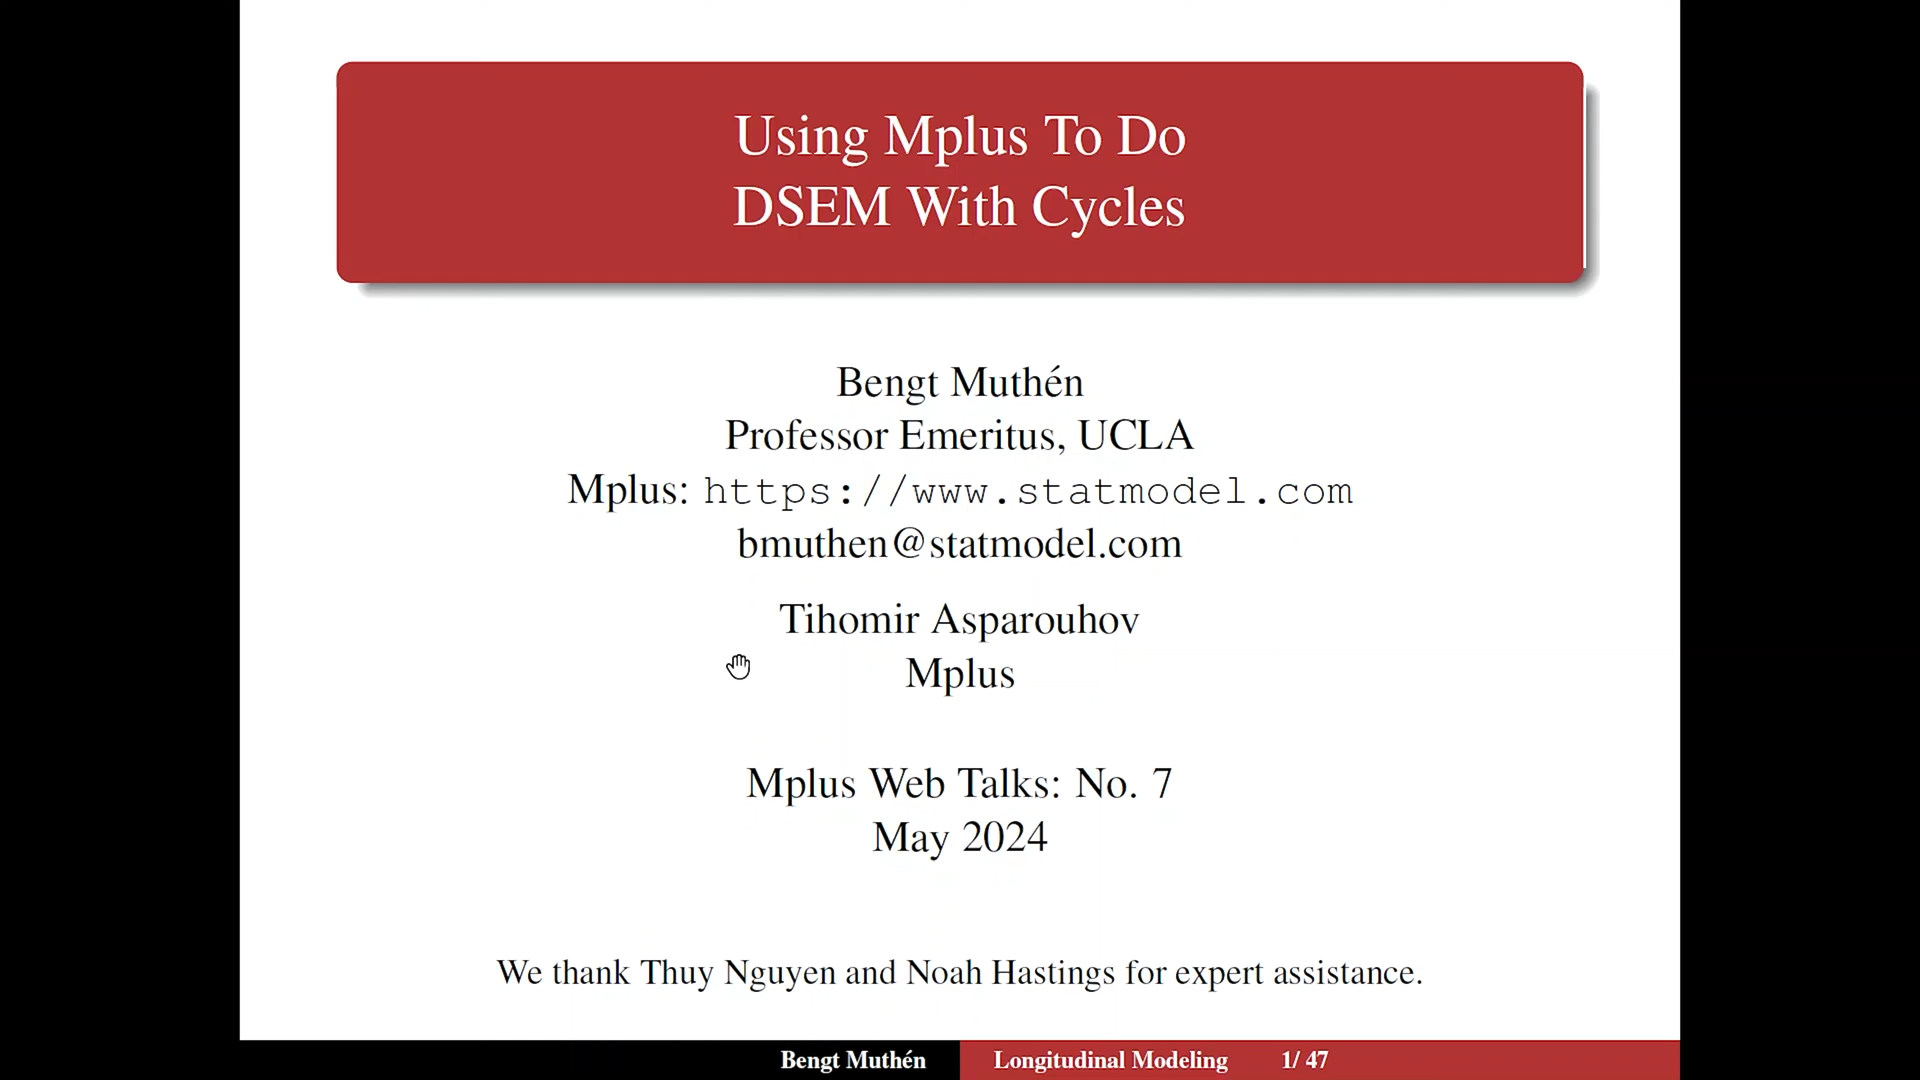 Using Mplus To Do
DSEM With Cycles
Bengt Muthén
Professor Emeritus, UCLA
Mplus: https://www.statmodel.com
bmuthen@statmodel.com
Tihomir Asparouhov
Mplus
Mplus Web Talks: No. 7
May 2024
We thank Thuy Nguyen and Noah Hastings for expert assistance.
Bengt Muthén Longitudinal Modeling 1/ 47